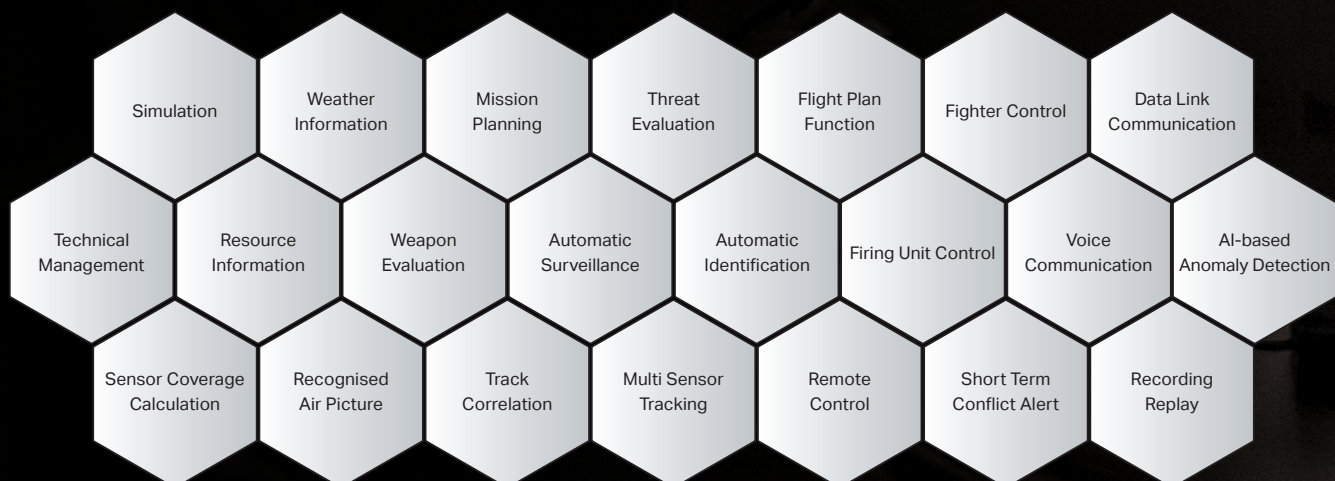 Simulation
Weather
Information
Mission
Planning
Threat
Evaluation
Flight Plan
Function
Fighter Control
Data Link
Communication
Technical
Management
Resource
Information
Weapon
Evaluation
Automatic
Surveillance
Automatic
Identification
Firing Unit Control
Voice
Communication
AI-based
Anomaly Detection
Sensor Coverage
Calculation
Recognised
Air Picture
Track
Correlation
Multi Sensor
Tracking
Remote
Control
Short Term
Conflict Alert
Recording
Replay